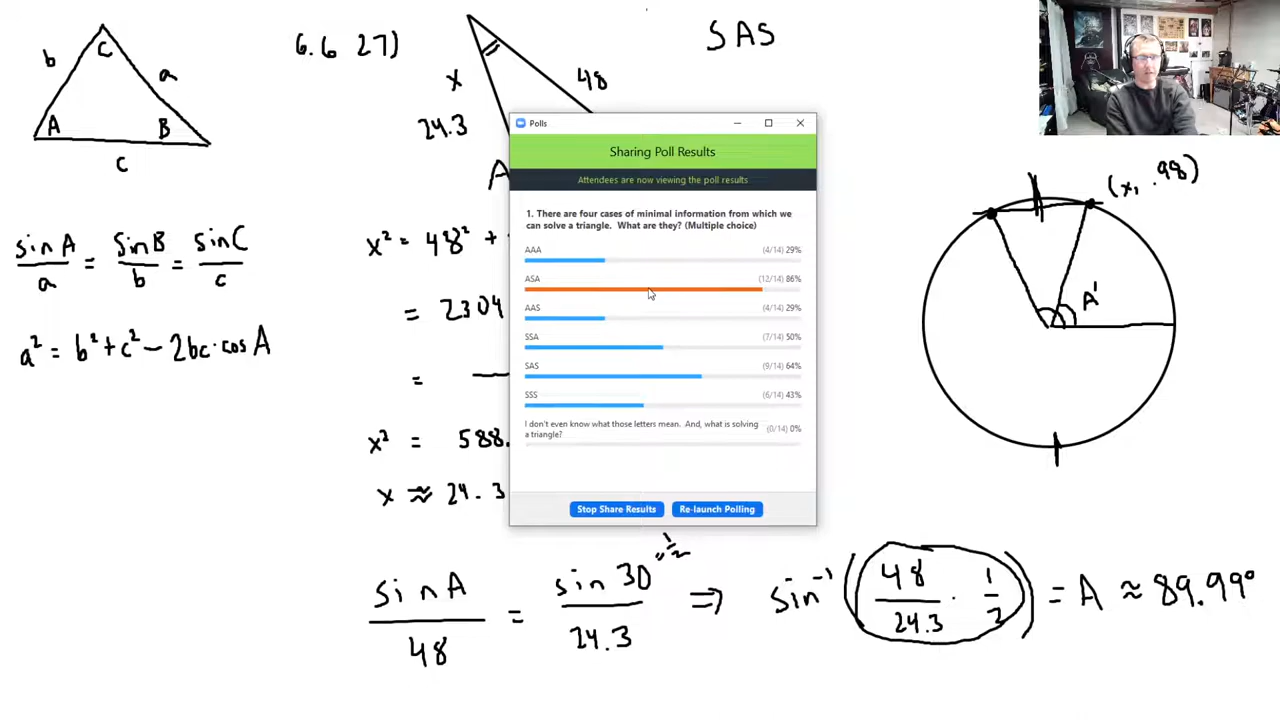 C
b
a
A
B
C
sin A / a = sin B / b = sin C / c
a² = b² + c² − 2bc·cos A
6.6 27)
x
48
24.3
A
SAS
x² = 48² +
= 2304
=
x² = 588.
x ≈ 24.3
Polls
Sharing Poll Results
Attendees are now viewing the poll results
1. There are four cases of minimal information from which we
can solve a triangle. What are they? (Multiple choice)
AAA (4/14) 29%
ASA (12/14) 86%
AAS (4/14) 29%
SSA (7/14) 50%
SAS (9/14) 64%
SSS (6/14) 43%
I don't even know what those letters mean. And, what is solving
a triangle? (0/14) 0%
Stop Share Results Re-launch Polling
(x, .98)
A'
sin A / 48 = sin 30 / 24.3 ⇒ sin⁻¹(48/24.3 · 1/2) = A ≈ 89.99°
= 1/2